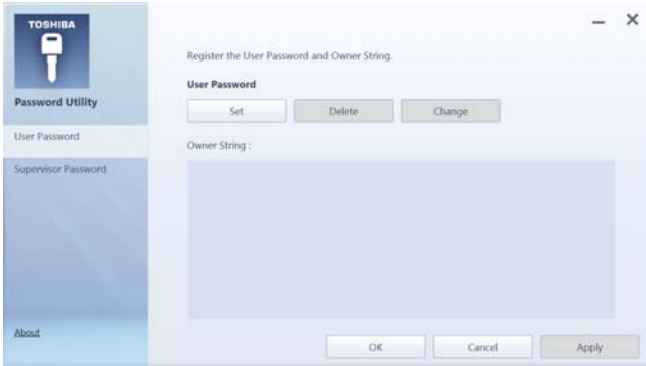 TOSHIBA
Password Utility
User Password
Supervisor Password
About
Register the User Password and Owner String.
User Password
Set Delete Change
Owner String :
OK Cancel Apply